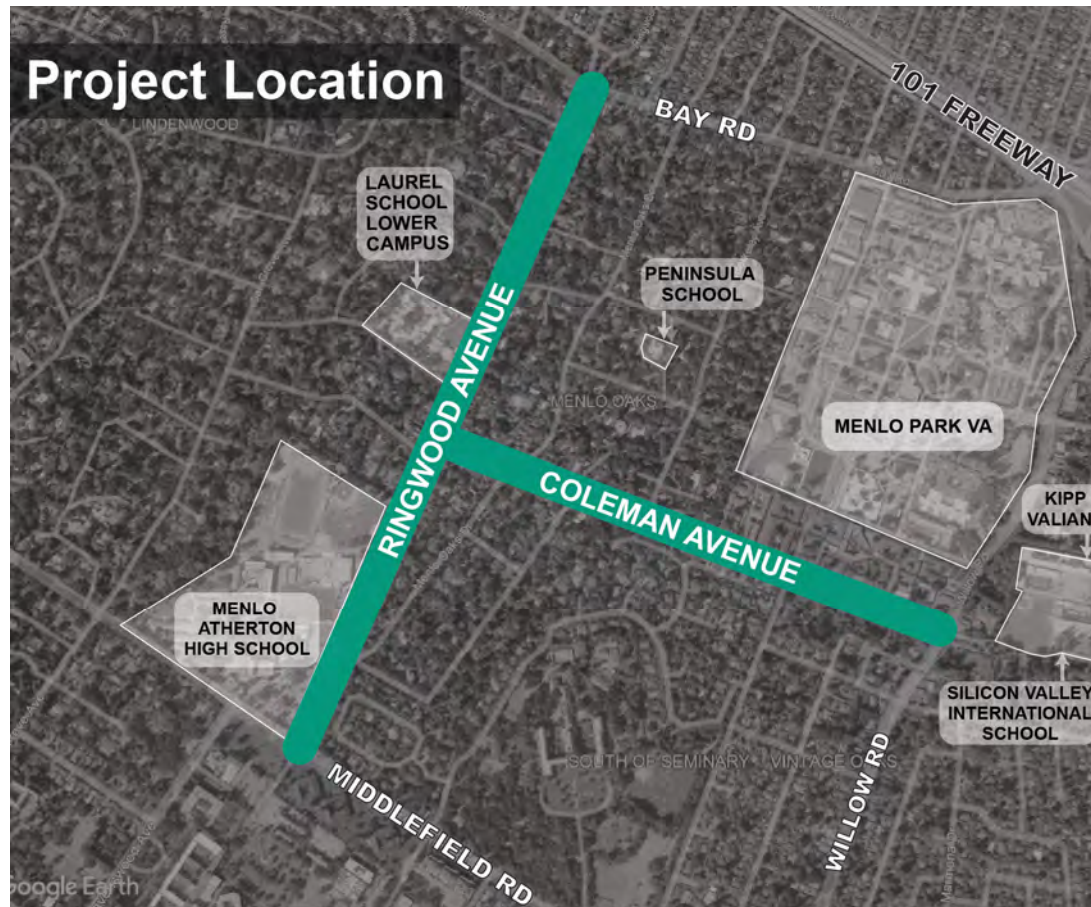 Project Location
LINDENWOOD
101 FREEWAY
BAY RD
LAUREL
SCHOOL
LOWER
CAMPUS
PENINSULA
SCHOOL
RINGWOOD AVENUE
MENLO OAKS
MENLO PARK VA
COLEMAN AVENUE
KIPP
VALIAN
MENLO
ATHERTON
HIGH SCHOOL
SILICON VALLEY
INTERNATIONAL
SCHOOL
SOUTH OF SEMINARY - VINTAGE OAKS
WILLOW RD
MIDDLEFIELD RD
oogle Earth